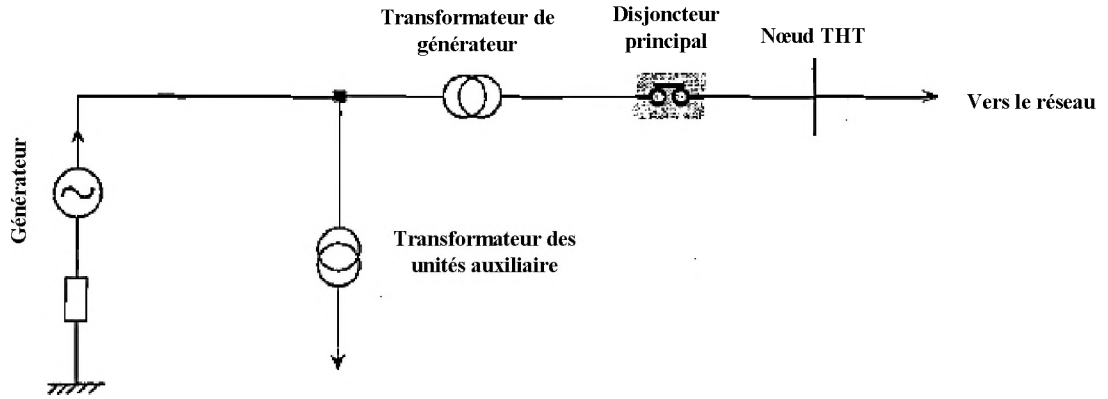 Transformateur de
générateur
Disjoncteur
principal
Nœud THT
Vers le réseau
Générateur
Transformateur des
unités auxiliaire